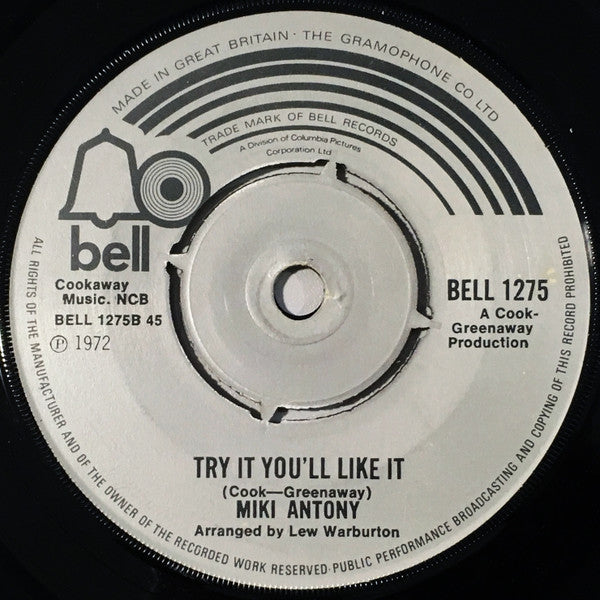 MADE IN GREAT BRITAIN · THE GRAMOPHONE CO LTD
TRADE MARK OF BELL RECORDS
A Division of Columbia Pictures
Corporation Ltd
bell
Cookaway
Music. NCB
BELL 1275B 45
Ⓟ 1972
BELL 1275
A Cook-
Greenaway
Production
TRY IT YOU'LL LIKE IT
(Cook—Greenaway)
MIKI ANTONY
Arranged by Lew Warburton
ALL RIGHTS OF THE MANUFACTURER AND OF THE OWNER OF THE RECORDED WORK RESERVED·PUBLIC PERFORMANCE BROADCASTING AND COPYING OF THIS RECORD PROHIBITED